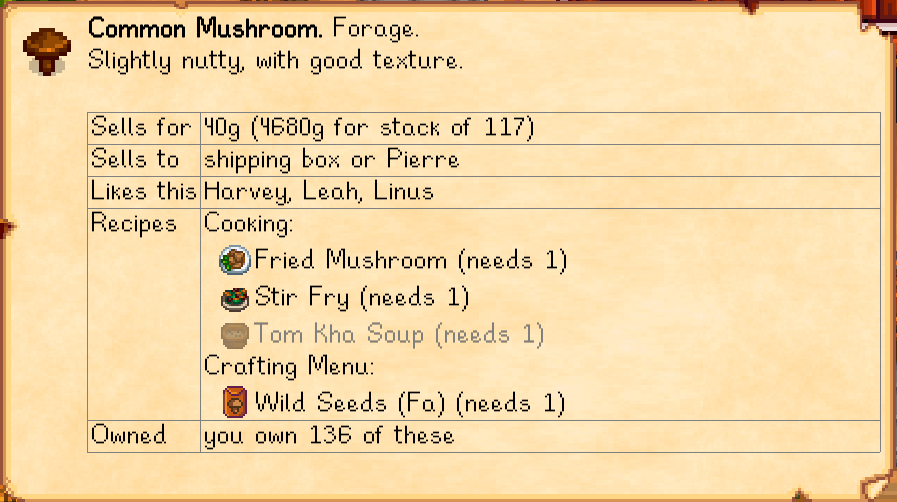 Common Mushroom. Forage.
Slightly nutty, with good texture.
Sells for 40g (4680g for stack of 117)
Sells to shipping box or Pierre
Likes this Harvey, Leah, Linus
Recipes Cooking:
Fried Mushroom (needs 1)
Stir Fry (needs 1)
Tom Kha Soup (needs 1)
Crafting Menu:
Wild Seeds (Fa) (needs 1)
Owned you own 136 of these